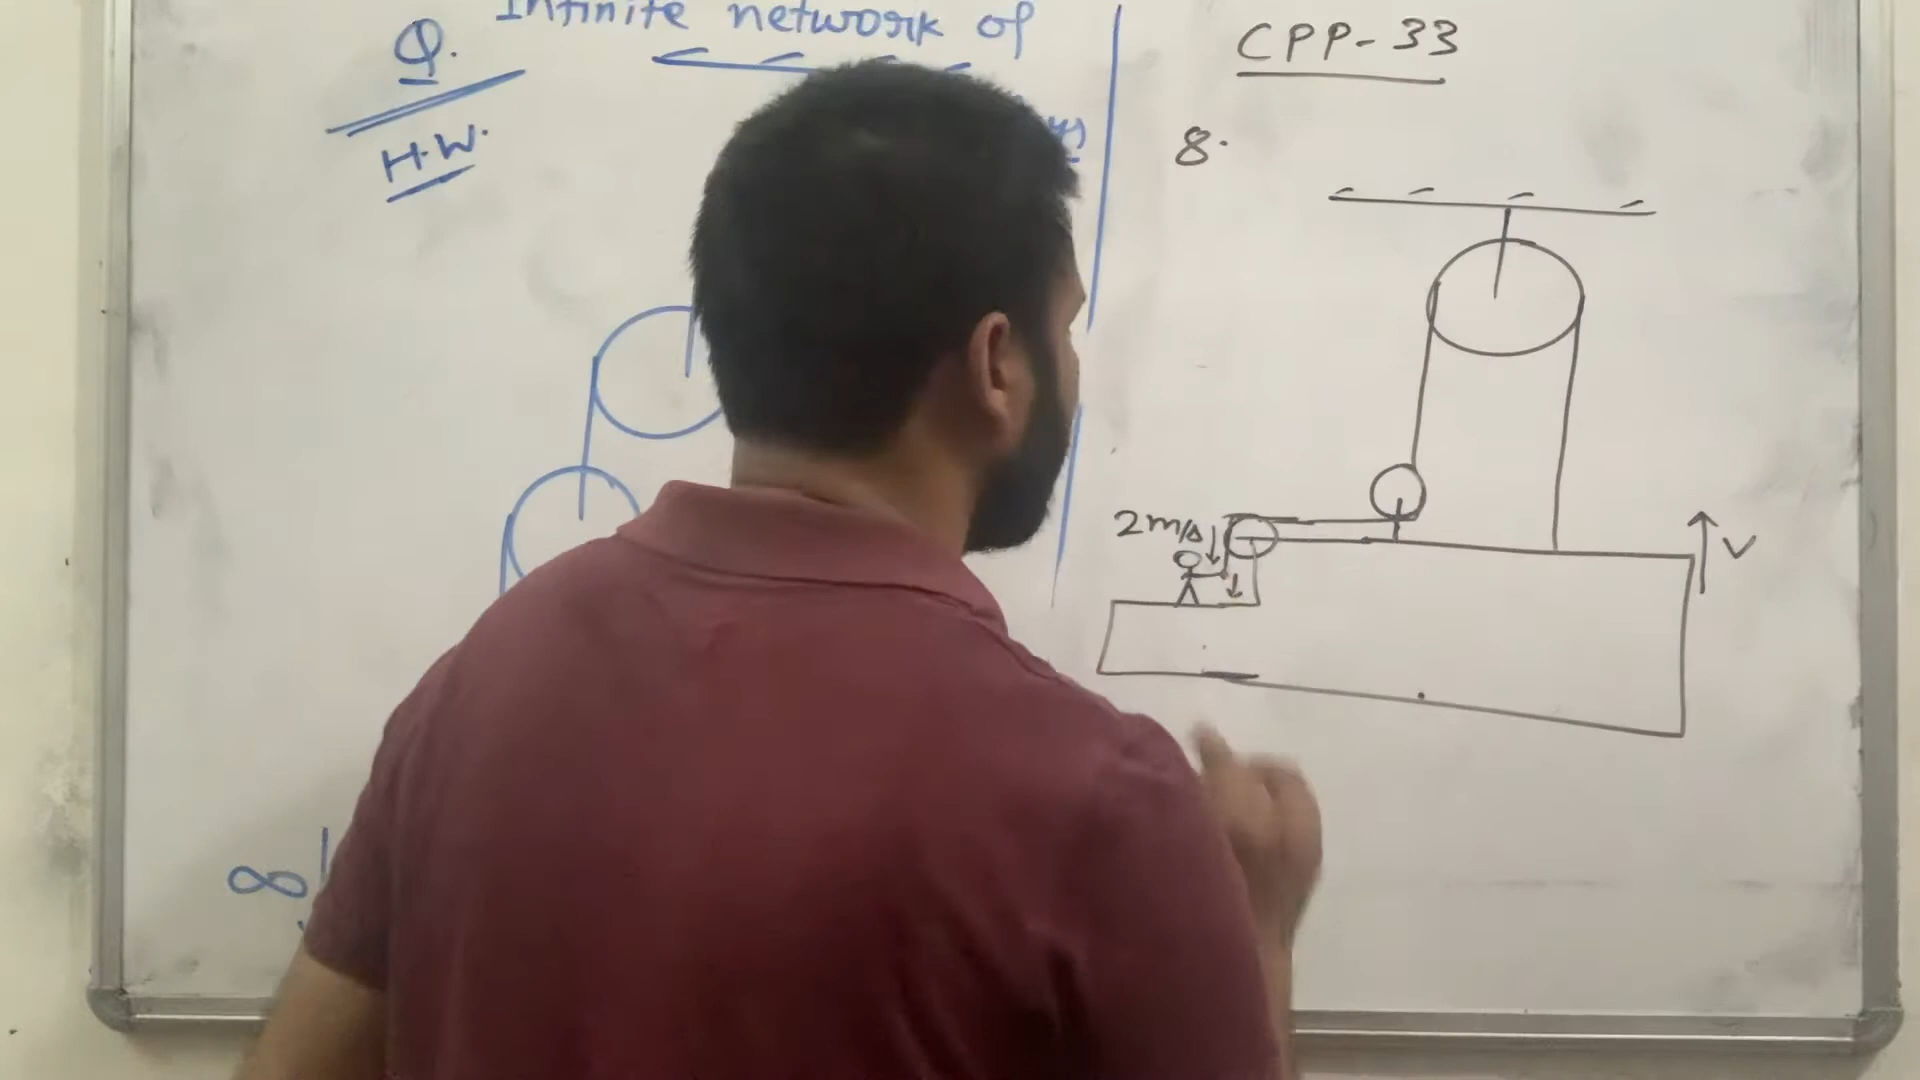 Q. Infinite network of
H.W.
∞
CPP-33
8.
2m/s
V